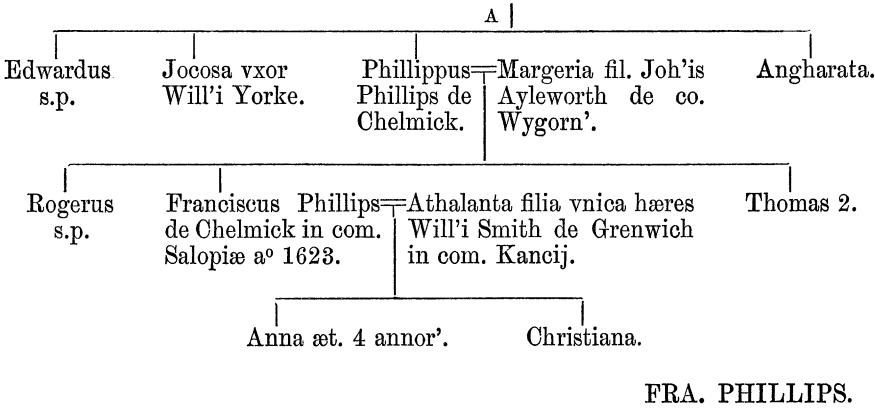 A
Edwardus s.p.
Jocosa vxor Will'i Yorke.
Phillippus Phillips de Chelmick.
Margeria fil. Joh'is Ayleworth de co. Wygorn'.
Angharata.
Rogerus s.p.
Franciscus Phillips de Chelmick in com. Salopiæ aº 1623.
Athalanta filia vnica hæres Will'i Smith de Grenwich in com. Kancij.
Thomas 2.
Anna æt. 4 annor'.
Christiana.
FRA. PHILLIPS.